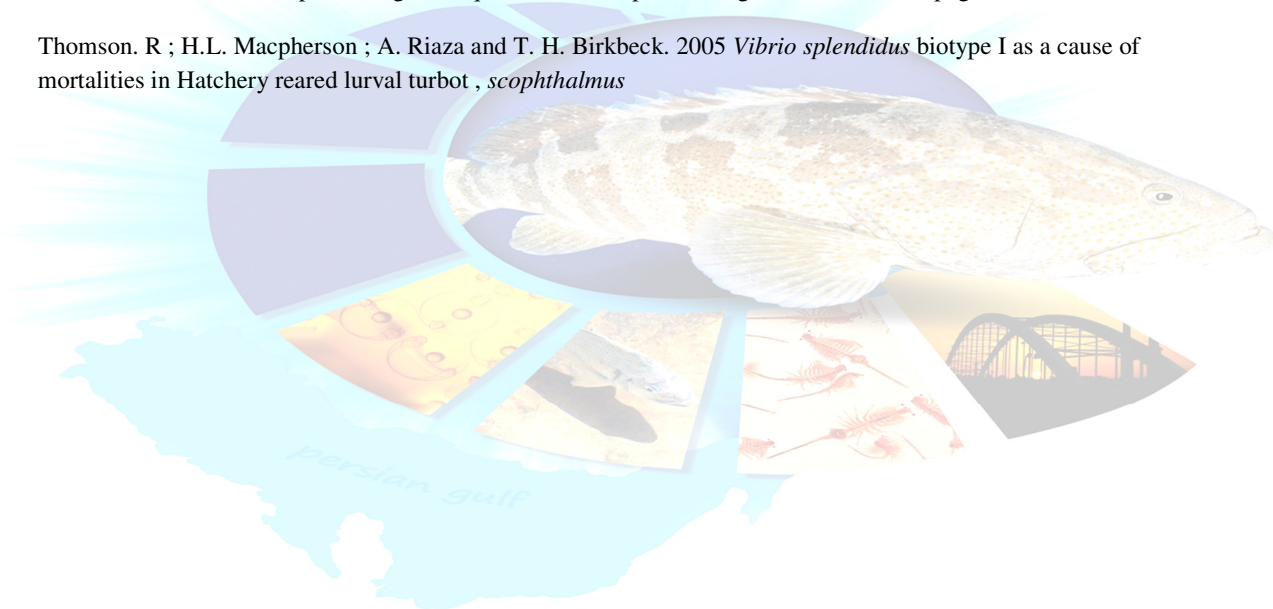 Thomson. R ; H.L. Macpherson ; A. Riaza and T. H. Birkbeck. 2005 Vibrio splendidus biotype I as a cause of
mortalities in Hatchery reared lurval turbot , scophthalmus
persian gulf